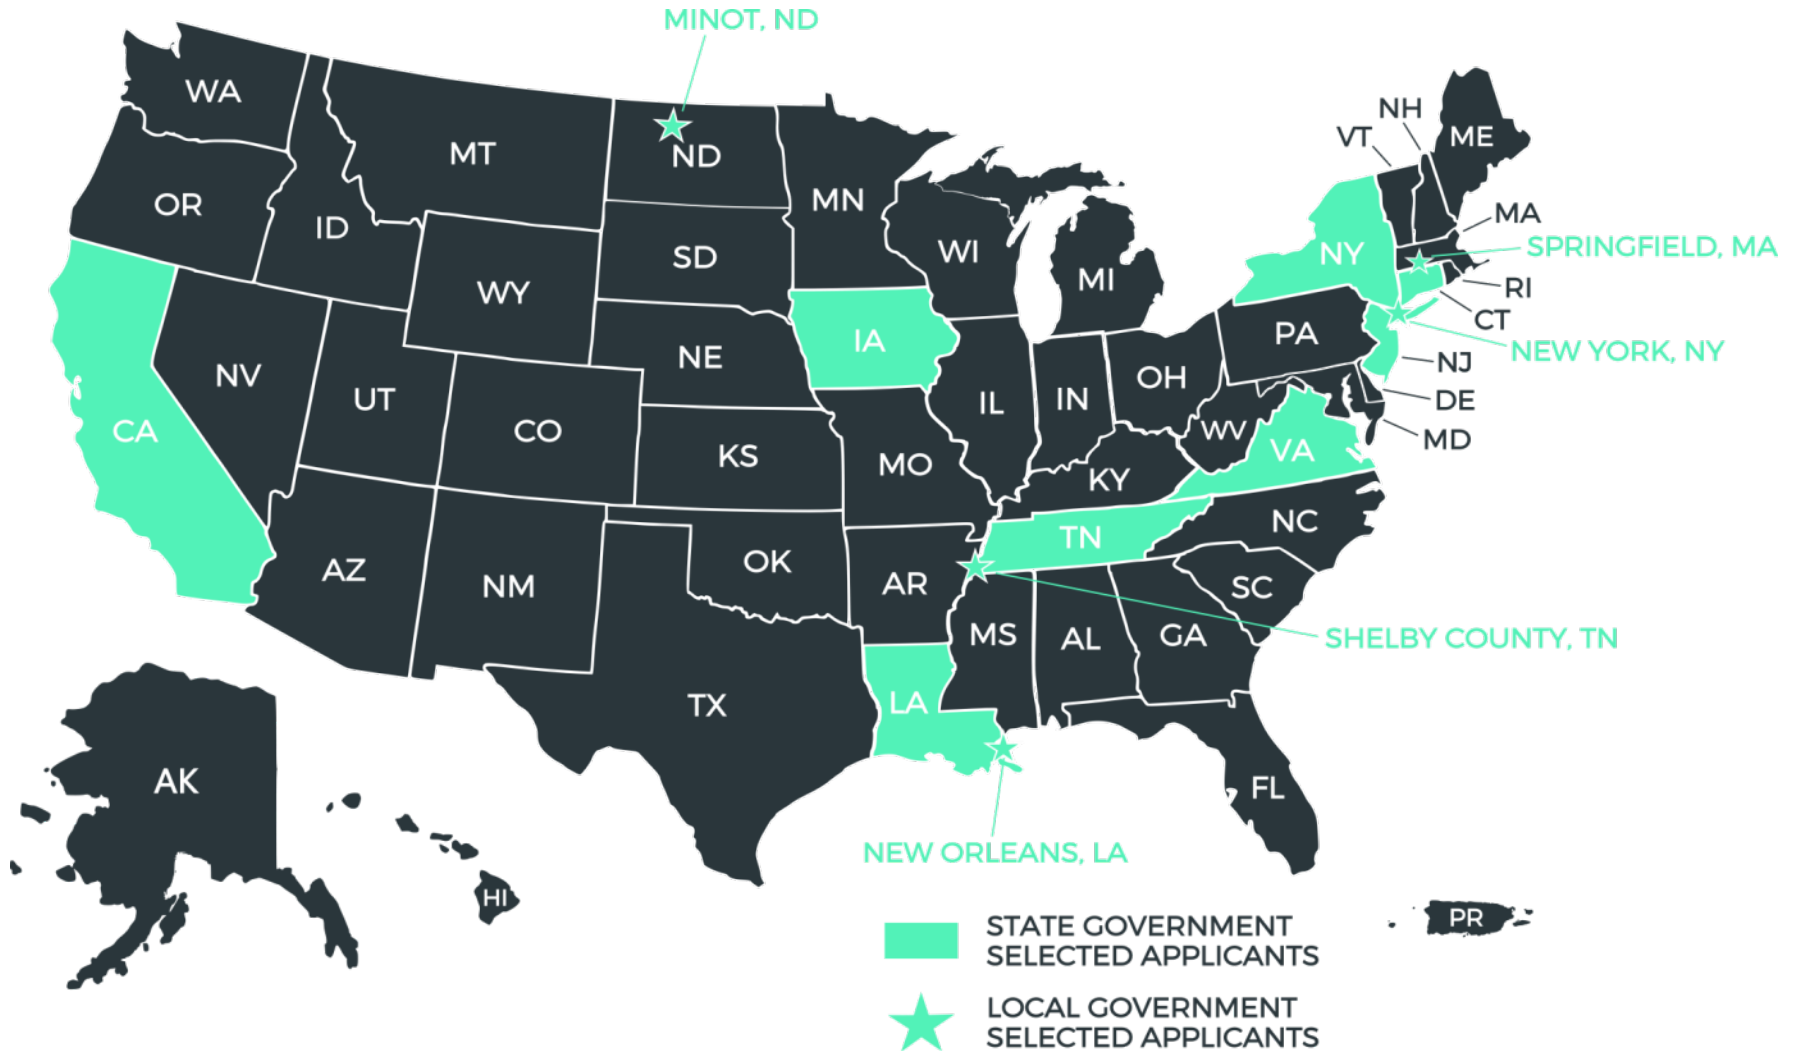 MINOT, ND
WA
MT
ND
MN
OR
ID
SD
WI
MI
WY
NH
VT
ME
MA
NY
SPRINGFIELD, MA
RI
CT
IA
PA
NEW YORK, NY
NJ
NE
NV
UT
CO
IL
IN
OH
DE
MD
CA
KS
MO
WV
VA
KY
TN
NC
AZ
NM
OK
AR
SC
MS
AL
GA
SHELBY COUNTY, TN
TX
LA
FL
AK
NEW ORLEANS, LA
HI
PR
STATE GOVERNMENT
SELECTED APPLICANTS
LOCAL GOVERNMENT
SELECTED APPLICANTS